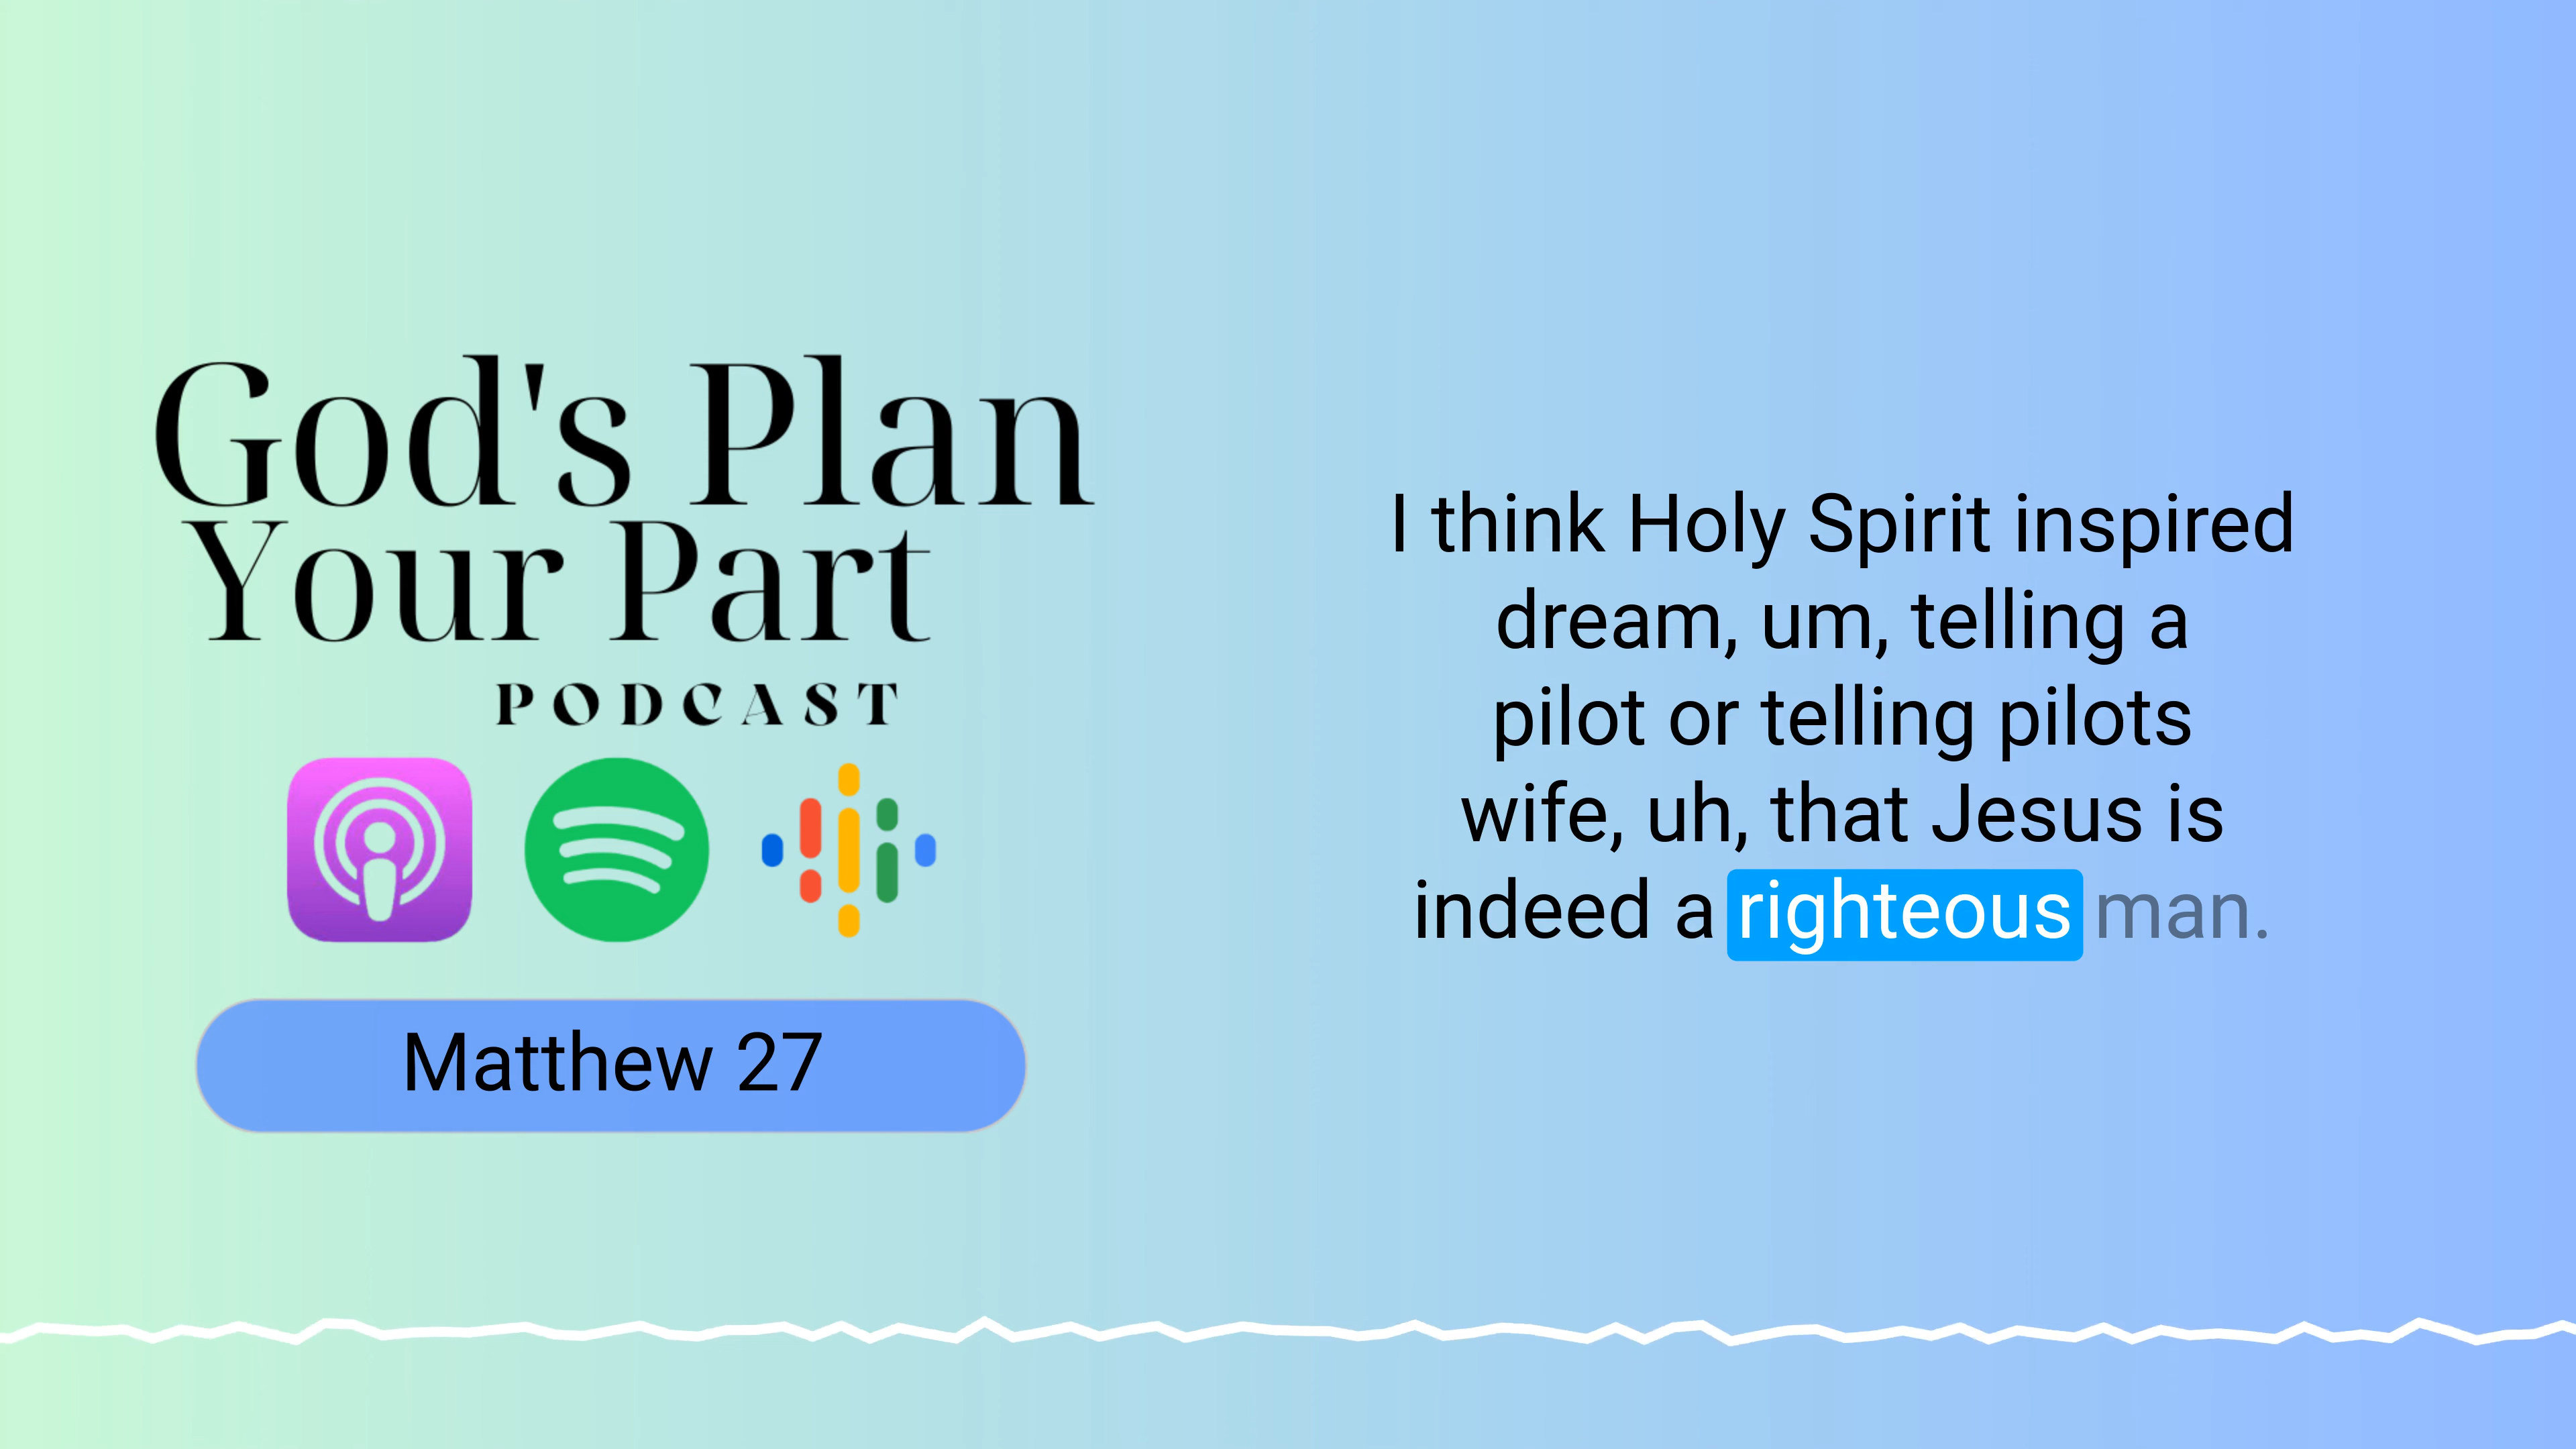 God's Plan
Your Part
PODCAST
Matthew 27
I think Holy Spirit inspired
dream, um, telling a
pilot or telling pilots
wife, uh, that Jesus is
indeed a righteous man.